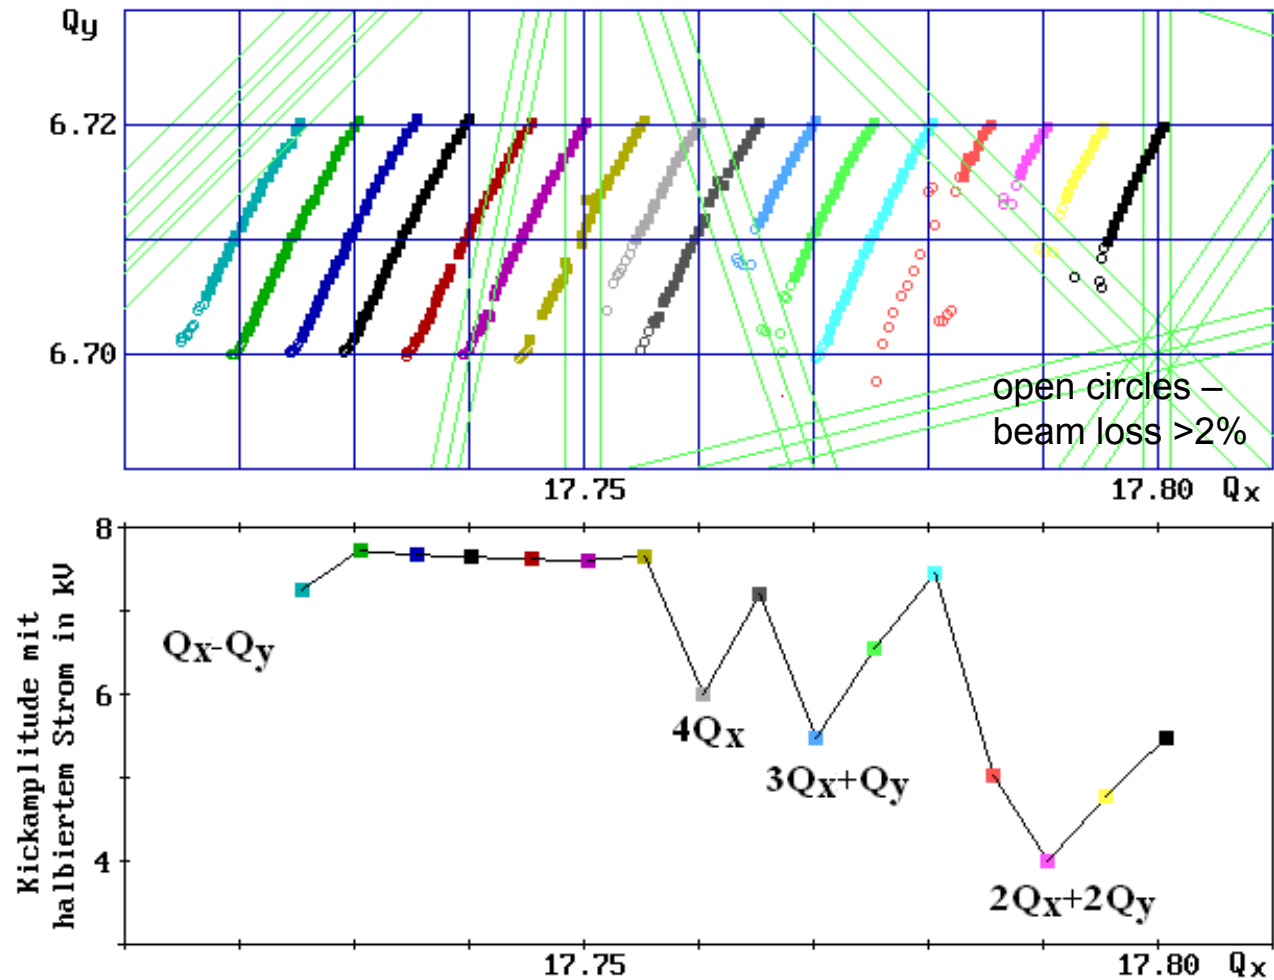 Qy
6.72
6.70
open circles –
beam loss >2%
17.75
17.80 Qx
8
6
4
Kickamplitude mit
halbiertem Strom in kV
Qx-Qy
4Qx
3Qx+Qy
2Qx+2Qy
17.75
17.80 Qx